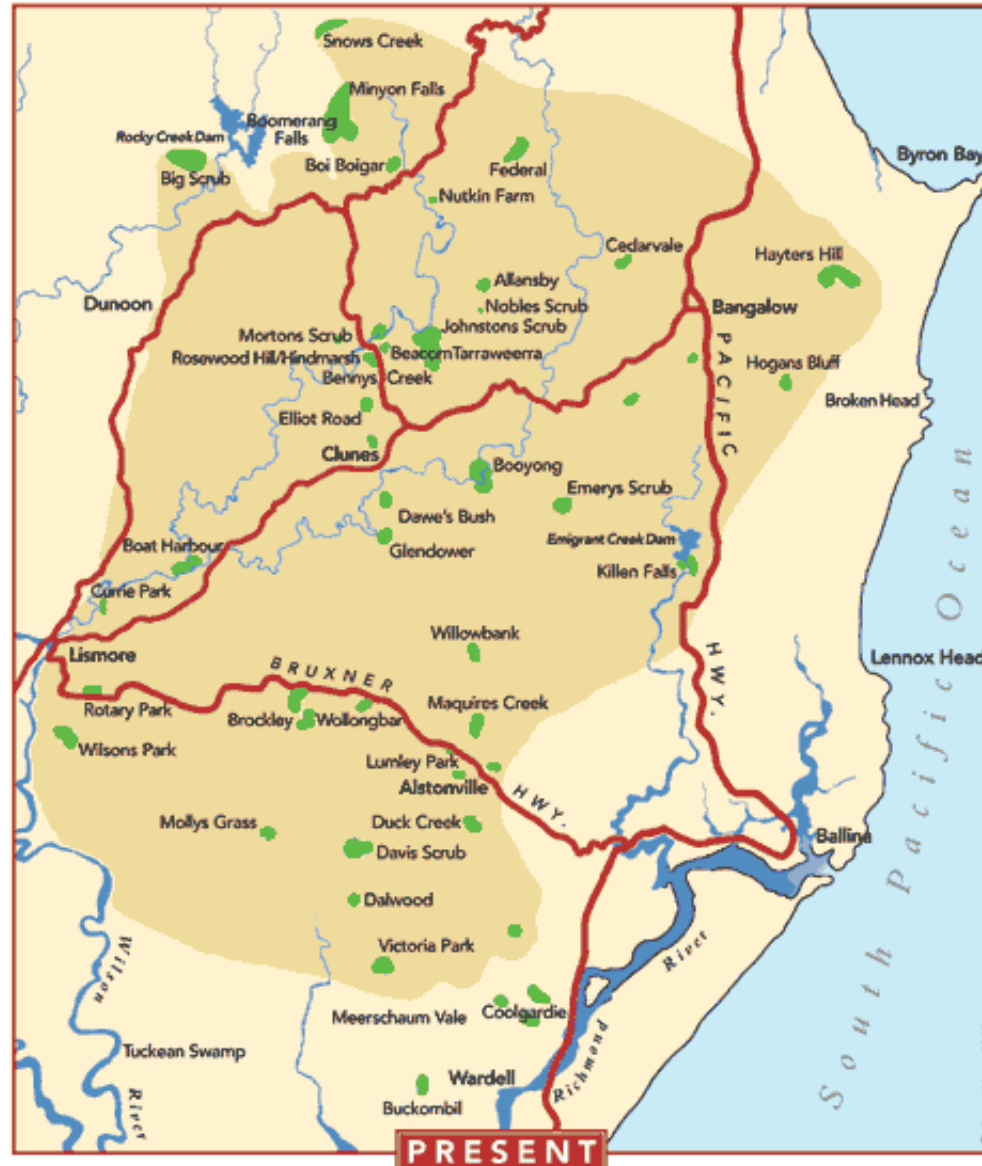 Snows Creek
Minyon Falls
Rocky Creek Dam
Boomerang
Falls
Byron Bay
Big Scrub
Boi Boigar
Federal
Nutkin Farm
Cedarvale
Hayters Hill
Dunoon
Allansby
Nobles Scrub
Bangalow
Mortons Scrub
Johnstons Scrub
Rosewood Hill/Hindmarsh
Beacom
Tarraweerra
Bennys Creek
Hogans Bluff
PACIFIC
Broken Head
Elliot Road
Clunes
Booyong
Emerys Scrub
Dawe's Bush
Glendower
Emigrant Creek Dam
Boat Harbour
Killen Falls
Currie Park
Willowbank
Lismore
BRUXNER
HWY.
Lennox Head
Rotary Park
Brockley
Wollongbar
Maquires Creek
Wilsons Park
Lumley Park
Alstonville
HWY.
Mollys Grass
Duck Creek
Davis Scrub
Ballina
Dalwood
South Pacific Ocean
Victoria Park
Wilson
River
Meerschaum Vale
Coolgardie
Richmond
River
Tuckean Swamp
Wardell
Buckombil
PRESENT